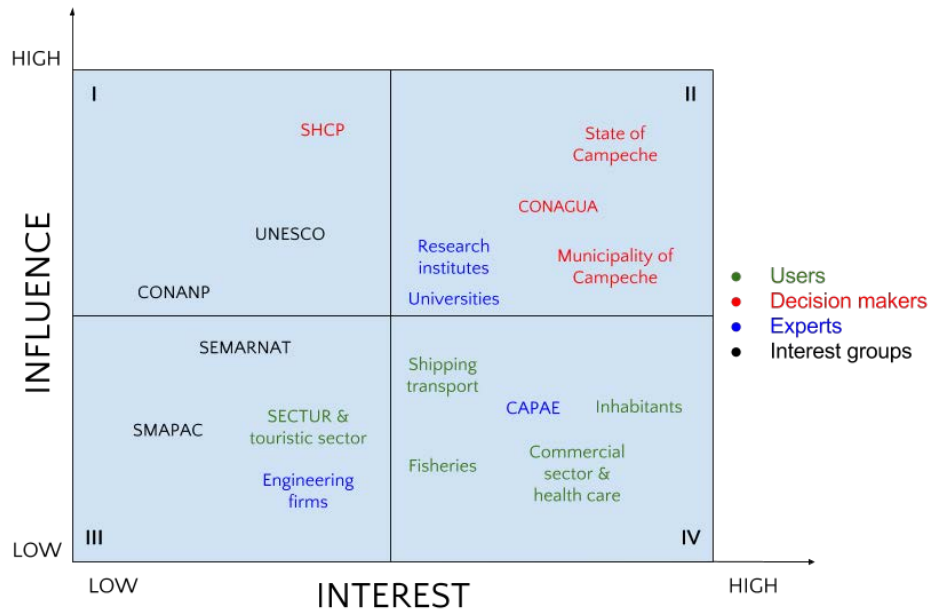 HIGH
I
II
SHCP
State of
Campeche
CONAGUA
UNESCO
Research
institutes
Municipality of
Campeche
CONANP
Universities
INFLUENCE
SEMARNAT
Shipping
transport
CAPAE
Inhabitants
SMAPAC
SECTUR &
touristic sector
Fisheries
Commercial
sector &
health care
Engineering
firms
III
IV
LOW
LOW
INTEREST
HIGH
Users
Decision makers
Experts
Interest groups